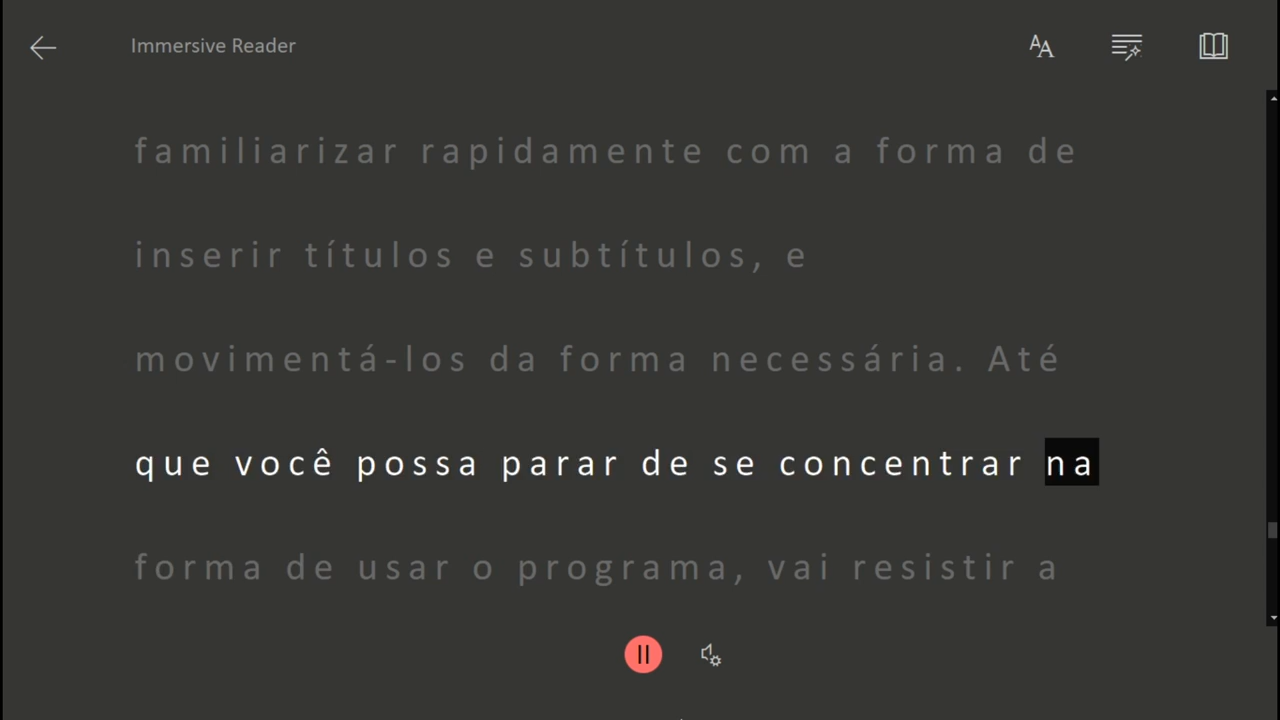 Immersive Reader
familiarizar rapidamente com a forma de
inserir títulos e subtítulos, e
movimentá-los da forma necessária. Até
que você possa parar de se concentrar na
forma de usar o programa, vai resistir a